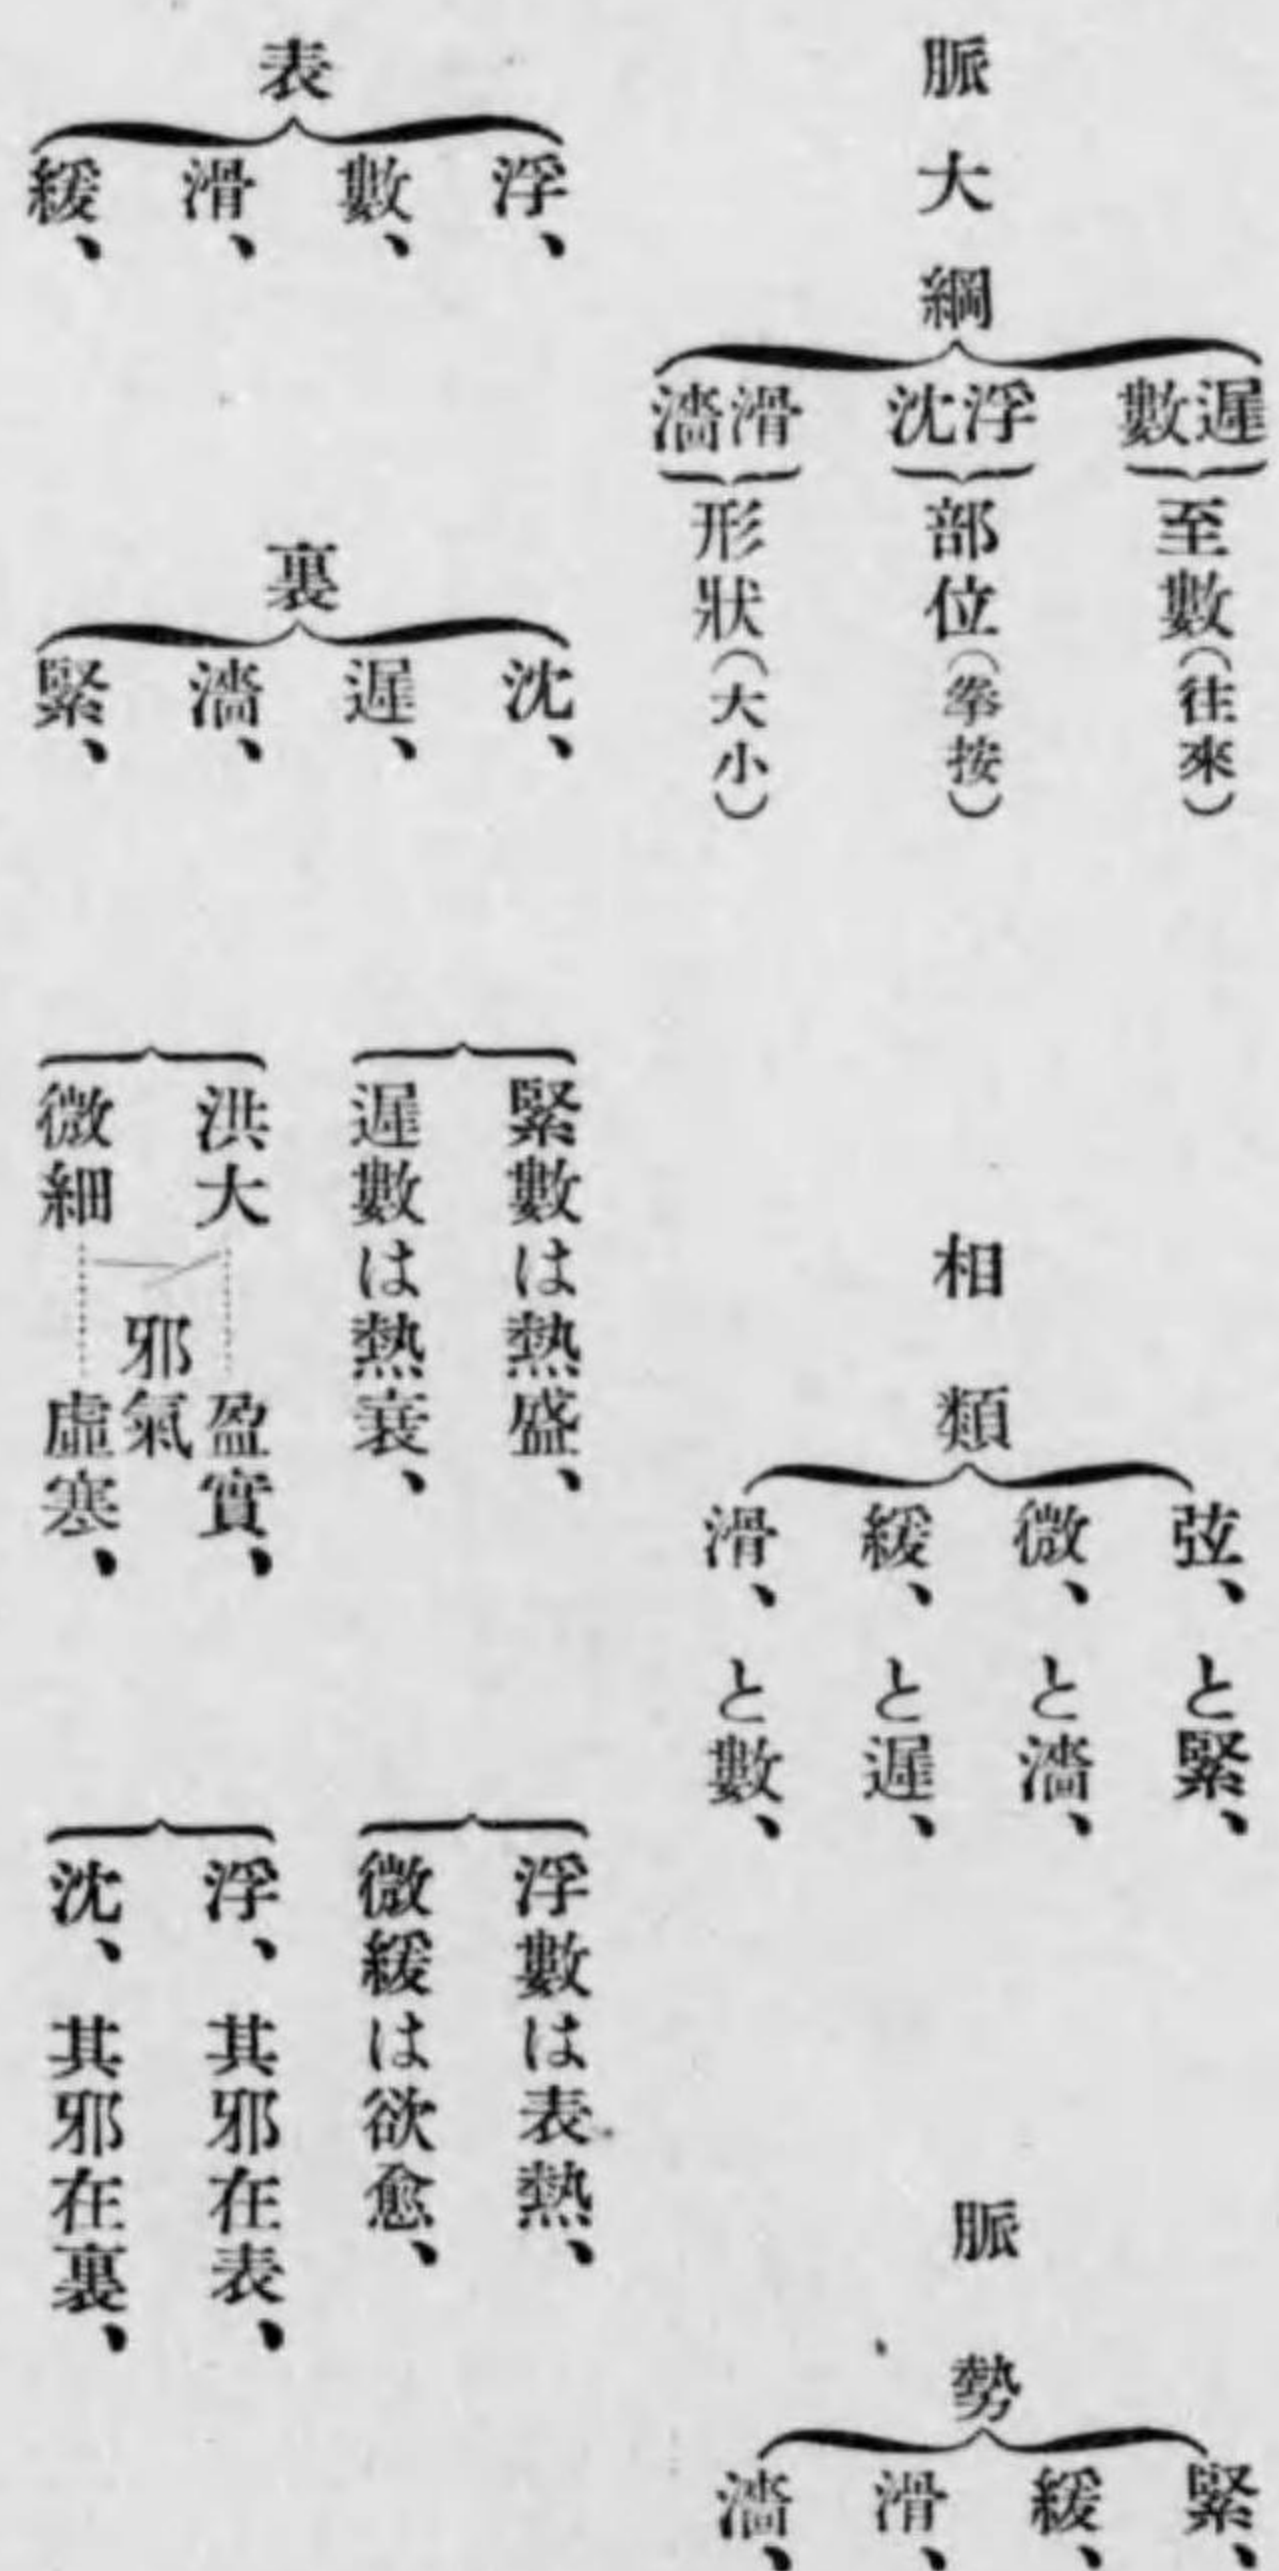 脈大綱
遲數
至數(往來)
浮沈
部位(擧按)
滑濇
形狀(大小)
相類
弦、と緊、
微、と濇、
緩、と遲、
滑、と數、
脈勢
緊、
緩、
滑、
濇、
表
浮、
數、
滑、
緩、
裏
沈、
遲、
濇、
緊、
緊數は熱盛、
遲數は熱衰、
洪大
盈實、
邪氣
微細
虛寒、
浮數は表熱、
微緩は欲愈、
浮、其邪在表、
沈、其邪在裏、